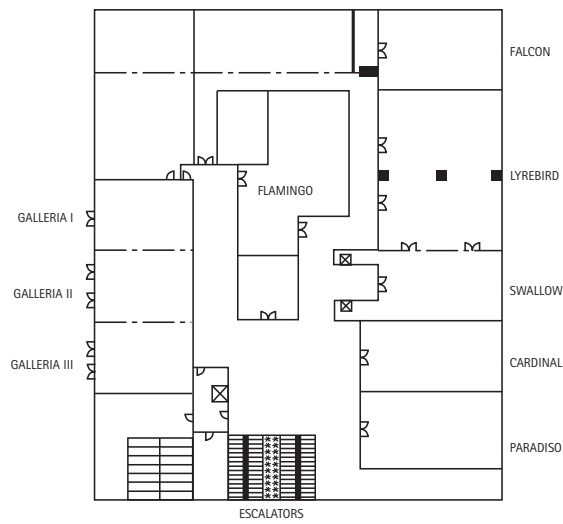 FALCON
LYREBIRD
FLAMINGO
GALLERIA I
GALLERIA II
SWALLOW
GALLERIA III
CARDINAL
PARADISO
ESCALATORS